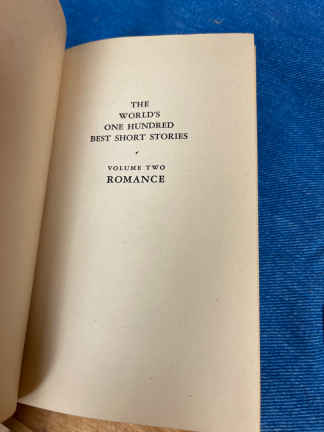 THE
WORLD'S
ONE HUNDRED
BEST SHORT STORIES
VOLUME TWO
ROMANCE